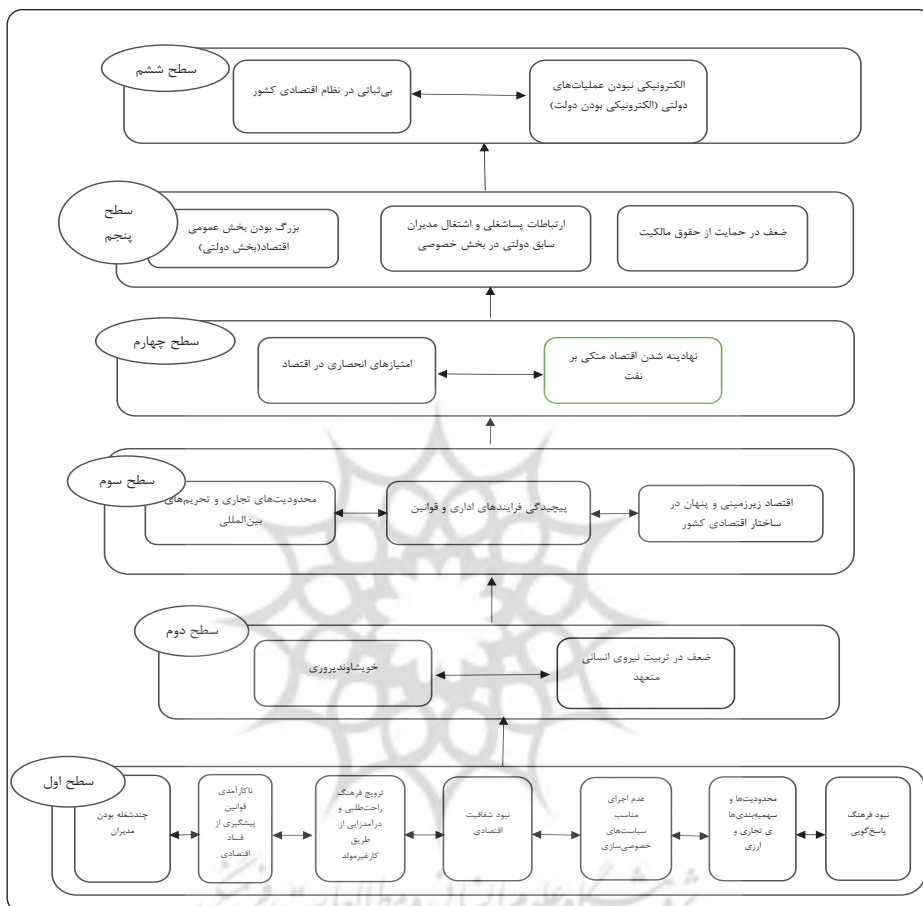 سطح ششم
الکترونیکی نبودن عملیات‌های
دولتی (الکترونیکی بودن دولت)
بی‌ثباتی در نظام اقتصادی کشور
سطح
پنجم
ضعف در حمایت از حقوق مالکیت
ارتباطات پساشغلی و اشتغال مدیران
سابق دولتی در بخش خصوصی
بزرگ بودن بخش عمومی
اقتصاد(بخش دولتی)
سطح چهارم
نهادینه شدن اقتصاد متکی بر
نفت
امتیازهای انحصاری در اقتصاد
سطح سوم
اقتصاد زیرزمینی و پنهان در
ساختار اقتصادی کشور
پیچیدگی فرایندهای اداری و قوانین
محدودیت‌های تجاری و تحریم‌های
بین‌المللی
سطح دوم
ضعف در تربیت نیروی انسانی
متعهد
خویشاوندپروری
سطح اول
نبود فرهنگ
پاسخ‌گویی
محدودیت‌ها و
سهمیه‌بندی‌ها
ی تجاری و
ارزی
عدم اجرای
مناسب
سیاست‌های
خصوصی‌سازی
نبود شفافیت
اقتصادی
ترویج فرهنگ
راحت‌طلبی و
درآمدزایی از
طریق
کارغیرمولد
ناکارآمدی
قوانین
پیشگیری از
فساد
اقتصادی
چندشغله بودن
مدیران
پژوهشگاه علوم انسانی و مطالعات فرهنگی